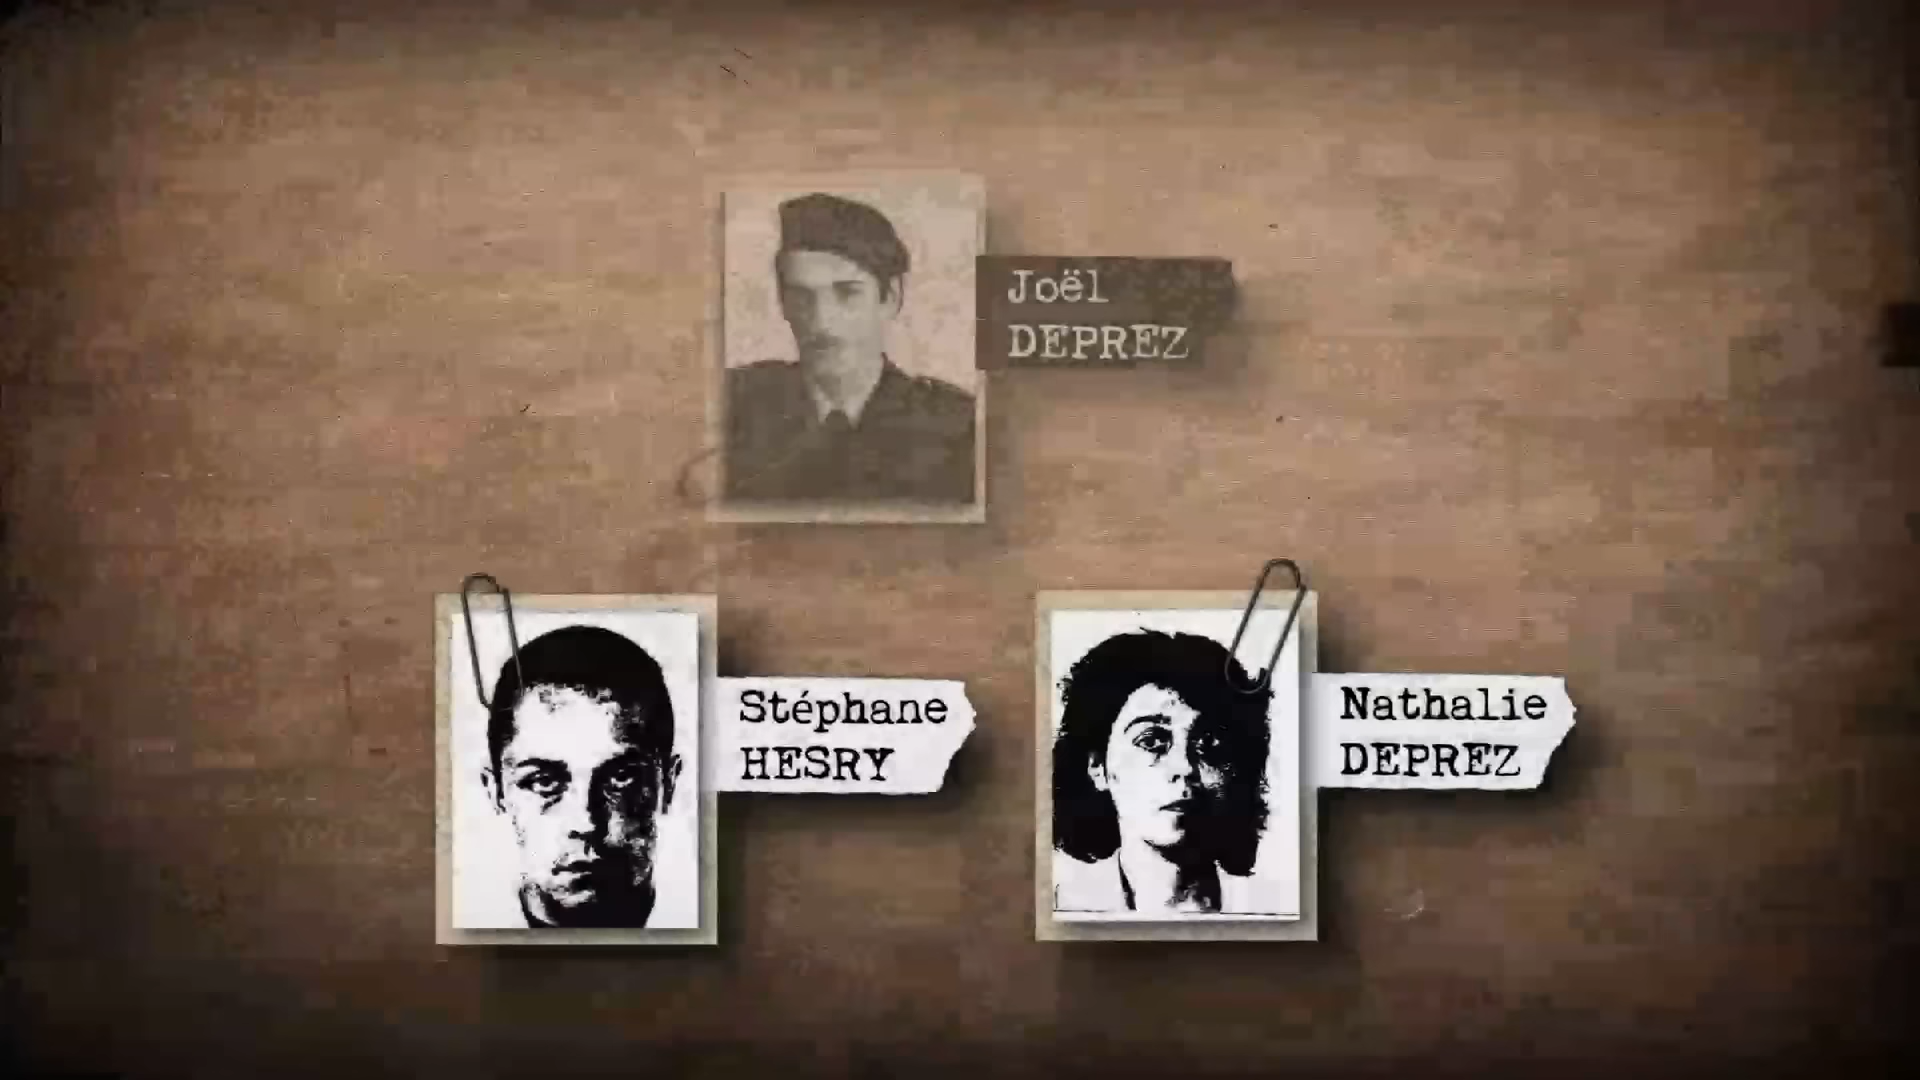 Joël
DEPREZ
Stéphane
HESRY
Nathalie
DEPREZ